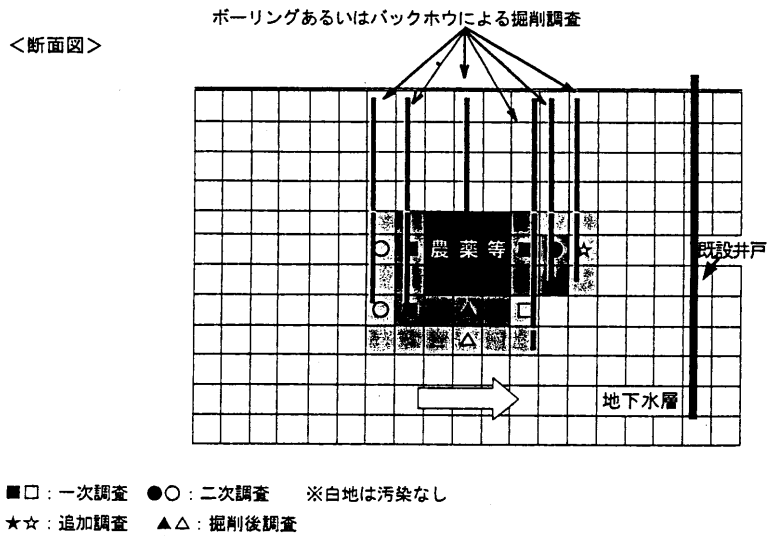 ボーリングあるいはバックホウによる掘削調査
<断面図>
農薬等
既設井戸
地下水層
■□：一次調査 ●○：二次調査 ※白地は汚染なし
★☆：追加調査 ▲△：掘削後調査